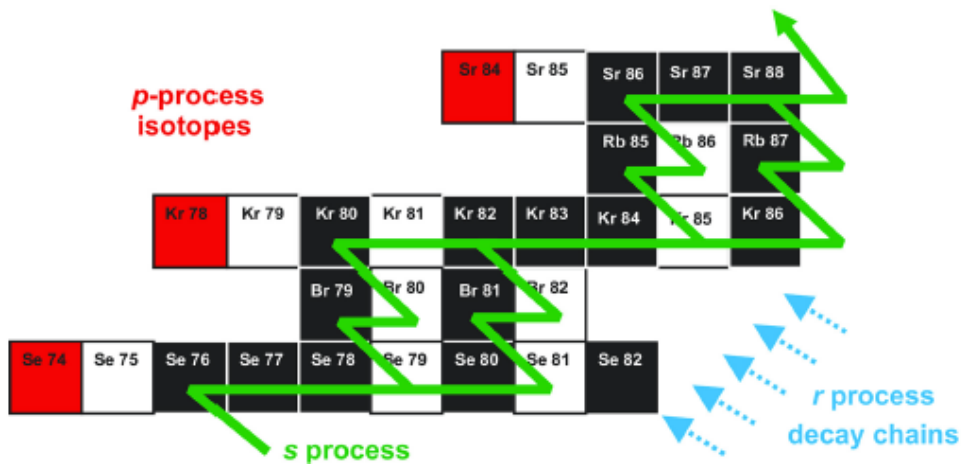 Sr 84 Sr 85 Sr 86 Sr 87 Sr 88
p-process
isotopes
Rb 85 Rb 86 Rb 87
Kr 78 Kr 79 Kr 80 Kr 81 Kr 82 Kr 83 Kr 84 Kr 85 Kr 86
Br 79 Br 80 Br 81 Br 82
Se 74 Se 75 Se 76 Se 77 Se 78 Se 79 Se 80 Se 81 Se 82
r process
decay chains
s process